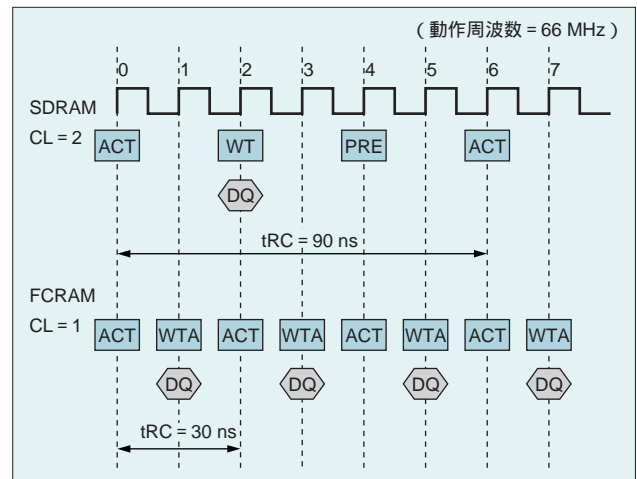 (動作周波数 = 66 MHz)
0 1 2 3 4 5 6 7
SDRAM
CL = 2
ACT WT PRE ACT
DQ
tRC = 90 ns
FCRAM
CL = 1
ACT WTA ACT WTA ACT WTA ACT WTA
DQ DQ DQ DQ
tRC = 30 ns